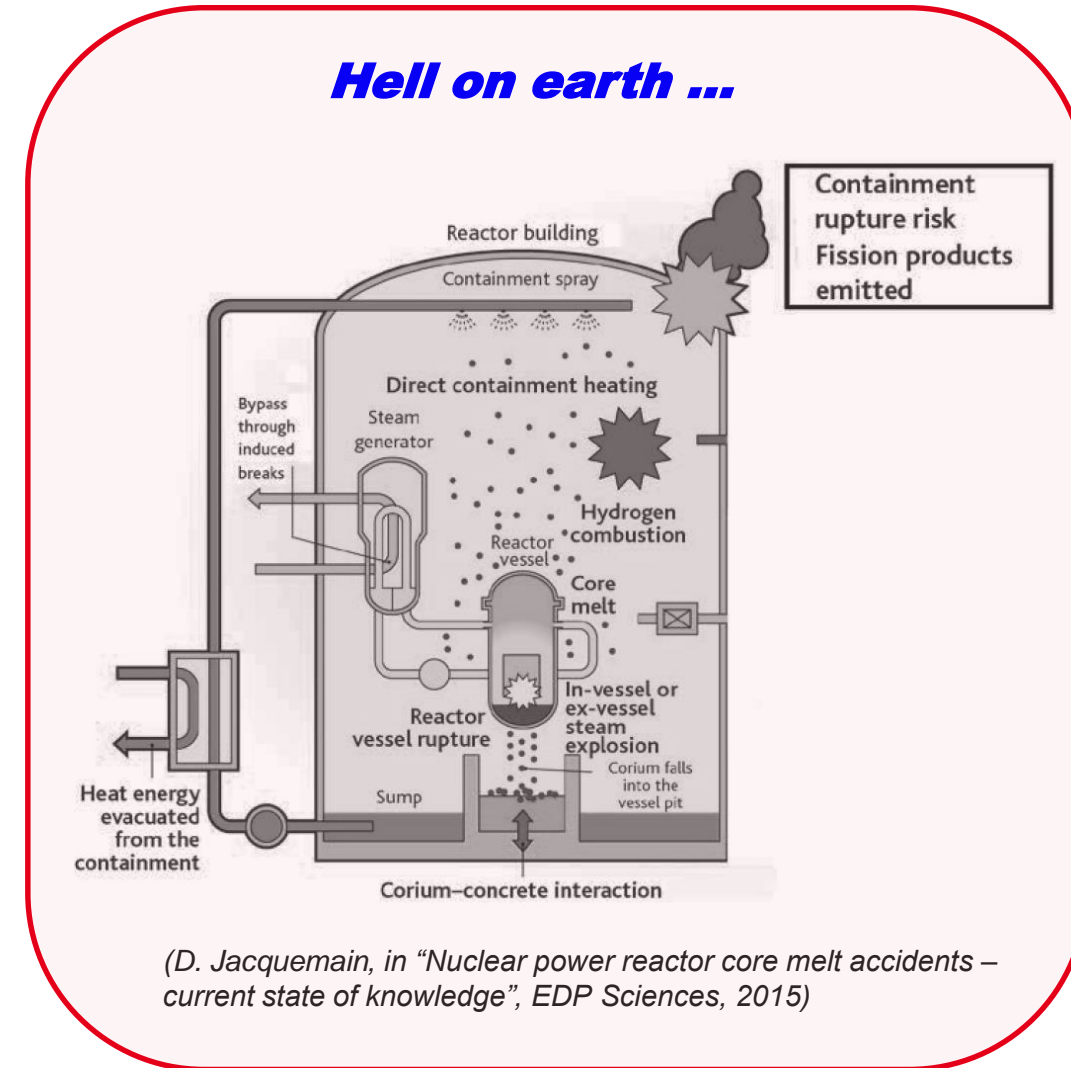 Hell on earth ...
Containment
rupture risk
Fission products
emitted
Reactor building
Containment spray
Direct containment heating
Bypass
through
induced
breaks
Steam
generator
Hydrogen
combustion
Reactor
vessel
Core
melt
In-vessel or
ex-vessel
steam
explosion
Reactor
vessel rupture
Corium falls
into the
vessel pit
Sump
Heat energy
evacuated
from the
containment
Corium–concrete interaction
(D. Jacquemain, in “Nuclear power reactor core melt accidents –
current state of knowledge”, EDP Sciences, 2015)